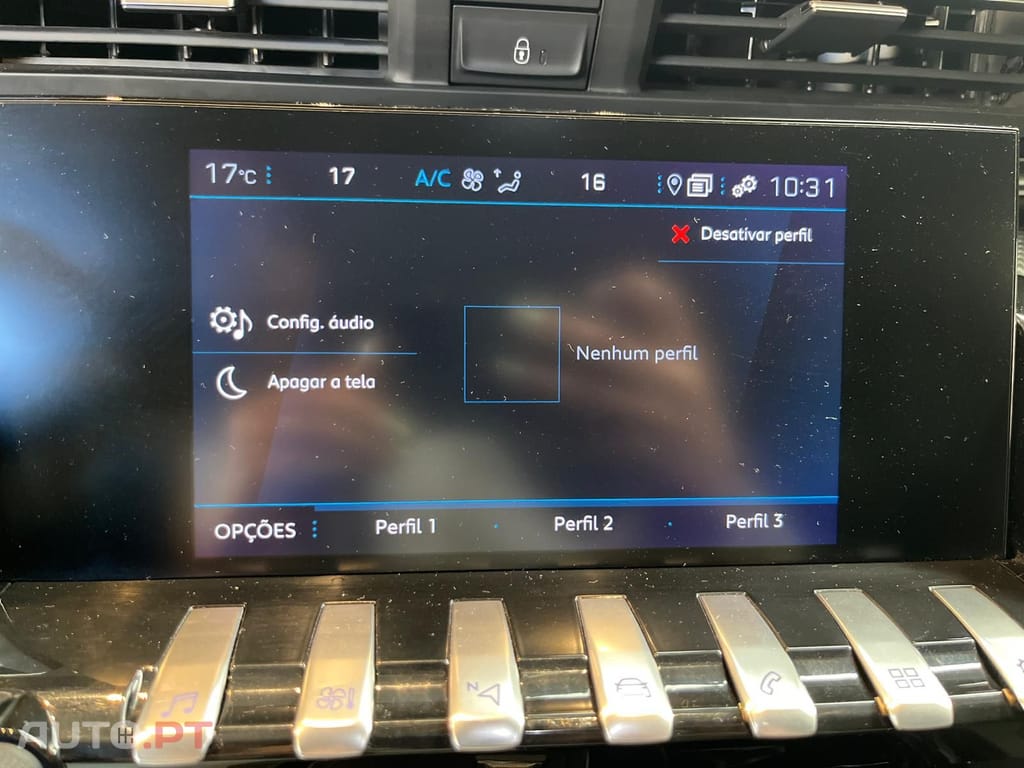 17°C 17 A/C 16 10:31
Desativar perfil
Config. áudio
Nenhum perfil
Apagar a tela
OPÇÕES Perfil 1 Perfil 2 Perfil 3
N
AUTO.PT